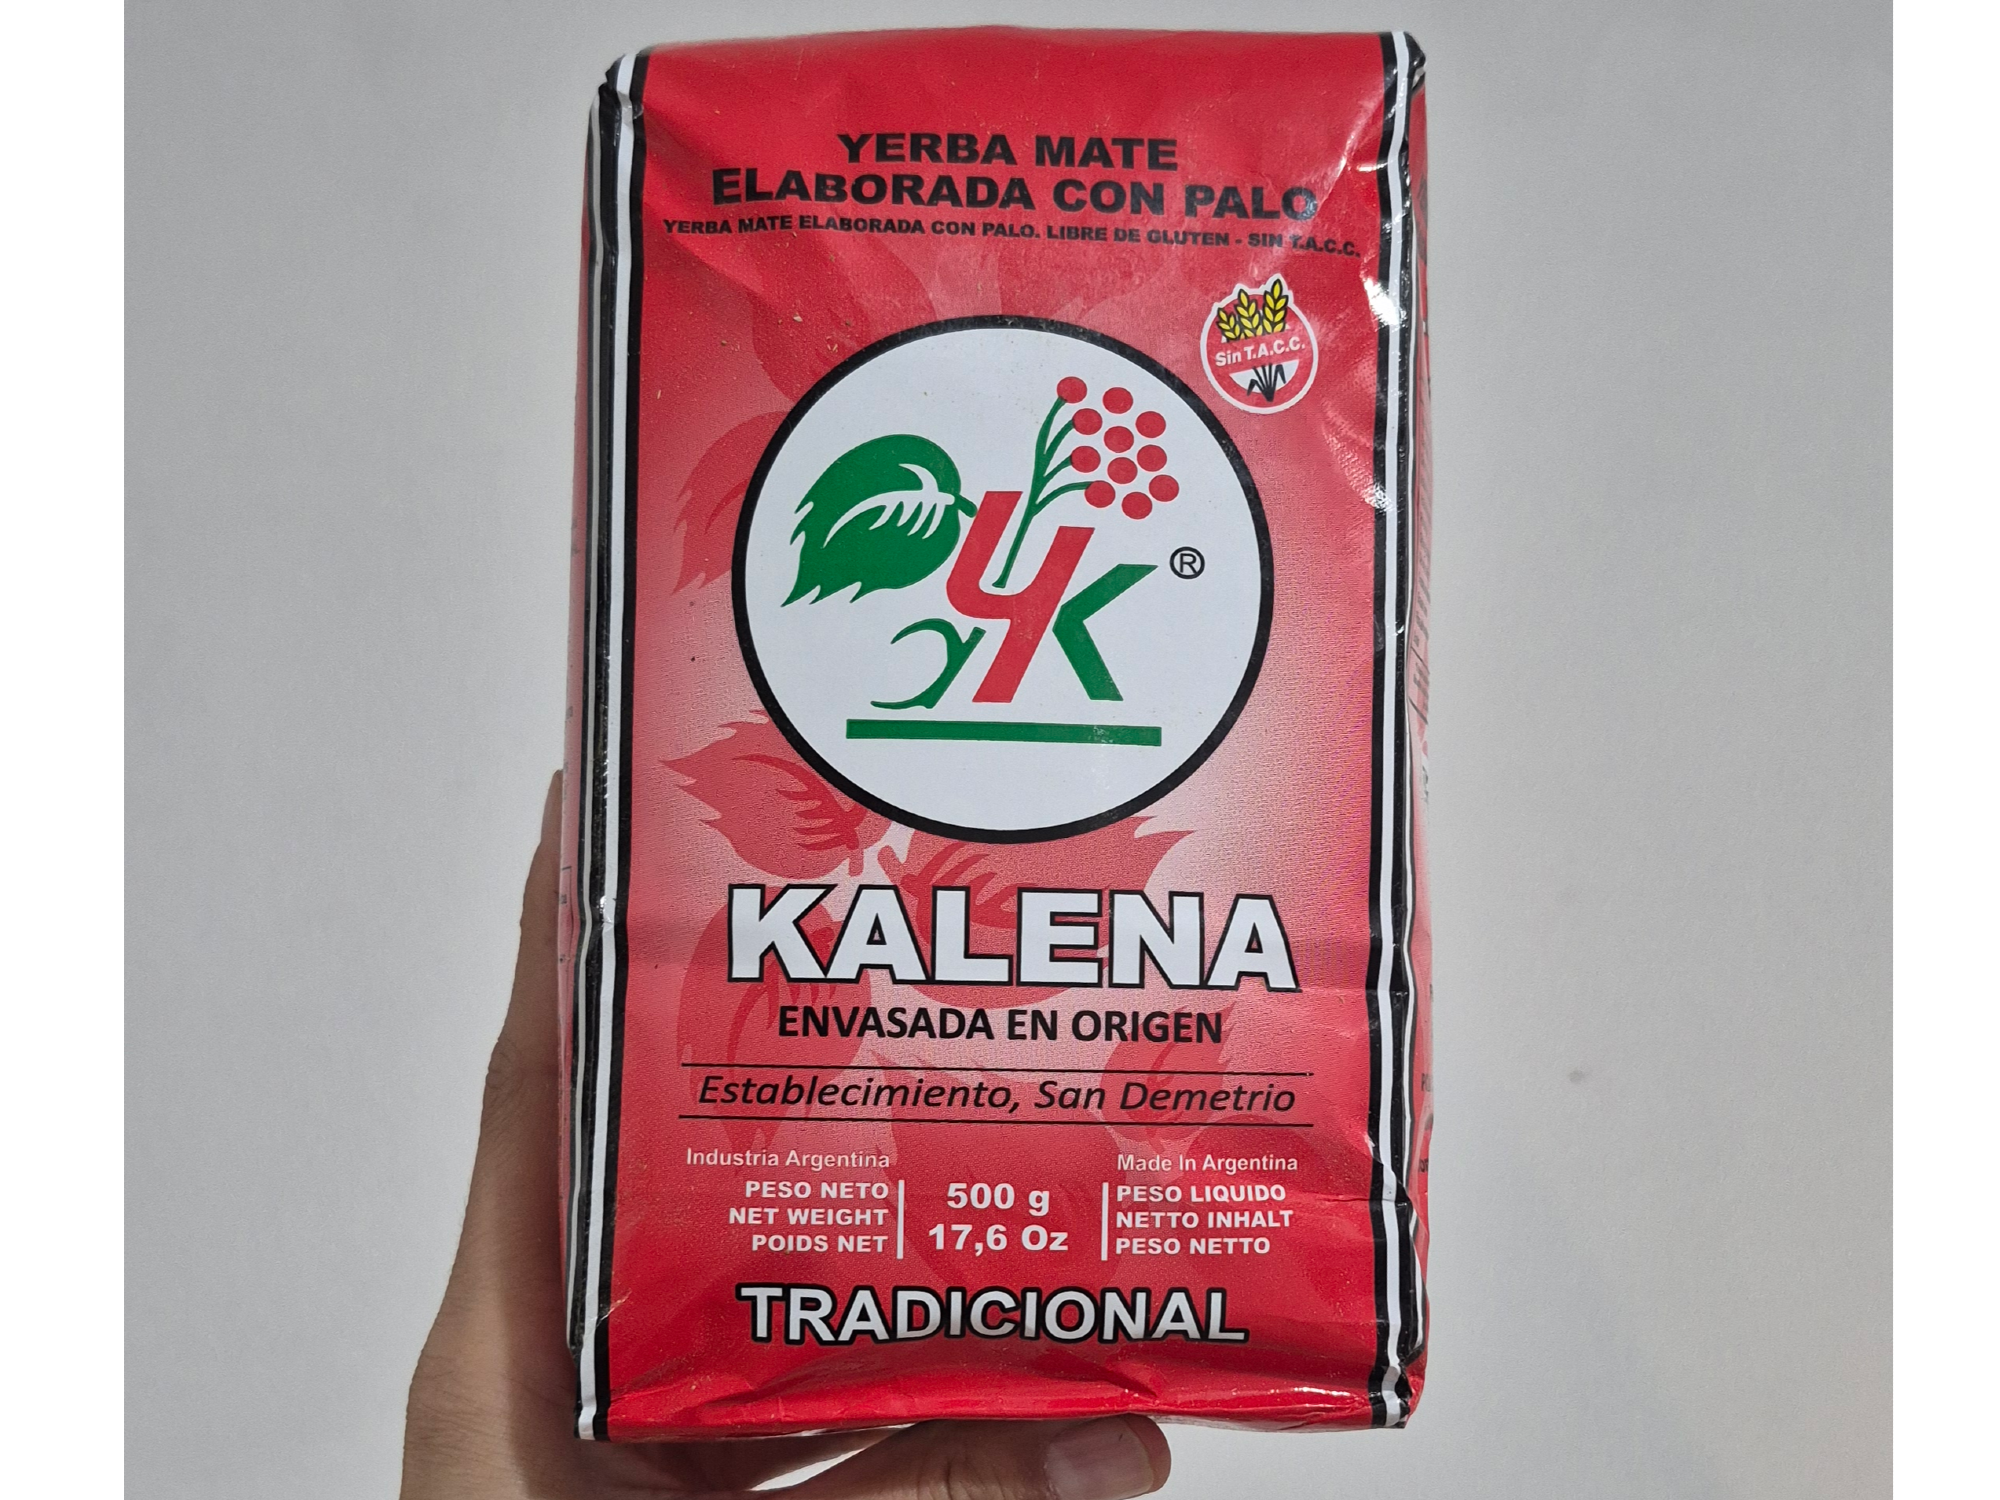 YERBA MATE
ELABORADA CON PALO
YERBA MATE ELABORADA CON PALO. LIBRE DE GLUTEN - SIN T.A.C.C.
Sin T.A.C.C.
YK ®
KALENA
ENVASADA EN ORIGEN
Establecimiento, San Demetrio
Industria Argentina
PESO NETO
NET WEIGHT
POIDS NET
500 g
17,6 Oz
Made In Argentina
PESO LIQUIDO
NETTO INHALT
PESO NETTO
TRADICIONAL